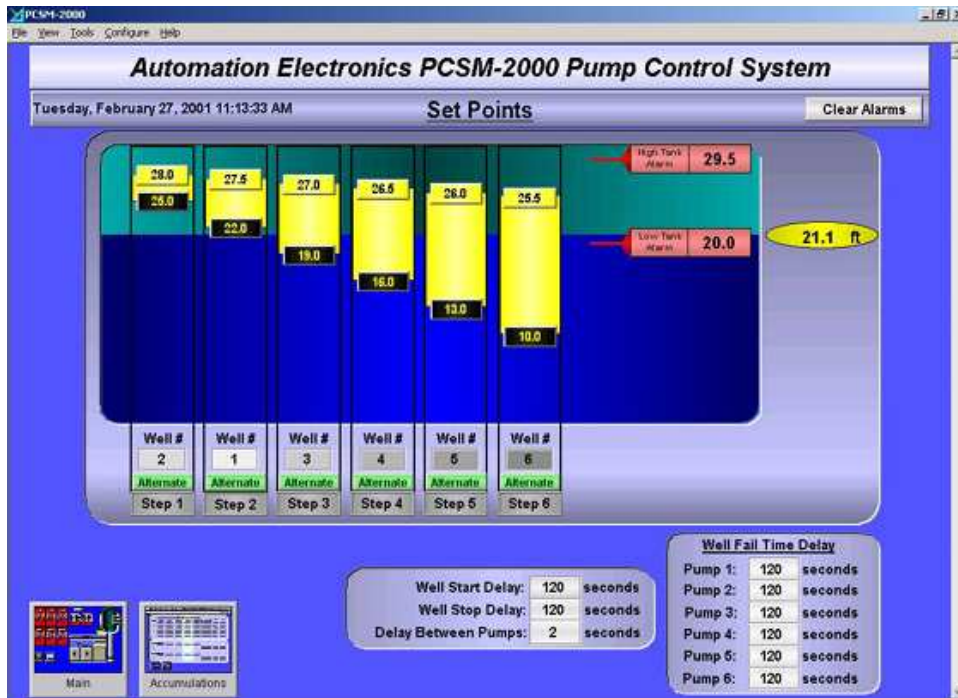 PCSM-2000
File View Tools Configure Help
Automation Electronics PCSM-2000 Pump Control System
Tuesday, February 27, 2001 11:13:33 AM
Set Points
Clear Alarms
28.0 27.5 27.0 26.5 26.0 25.5
25.0 22.0 19.0 16.0 13.0 10.0
High Tank Alarm 29.5
Low Tank Alarm 20.0
21.1 ft
Well # Well # Well # Well # Well # Well #
2 1 3 4 5 6
Alternate Alternate Alternate Alternate Alternate Alternate
Step 1 Step 2 Step 3 Step 4 Step 5 Step 6
Well Start Delay: 120 seconds
Well Stop Delay: 120 seconds
Delay Between Pumps: 2 seconds
Well Fail Time Delay
Pump 1: 120 seconds
Pump 2: 120 seconds
Pump 3: 120 seconds
Pump 4: 120 seconds
Pump 5: 120 seconds
Pump 6: 120 seconds
Main
Accumulations